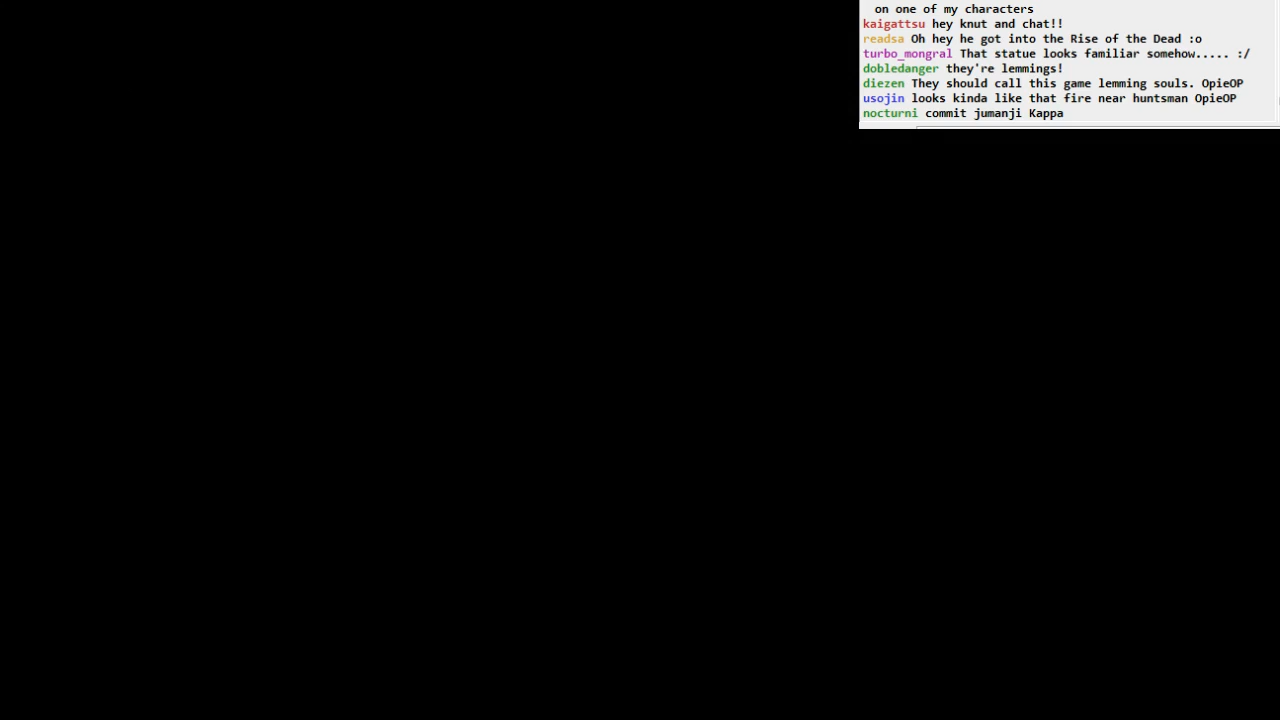 on one of my characters
kaigattsu hey knut and chat!!
readsa Oh hey he got into the Rise of the Dead :o
turbo_mongral That statue looks familiar somehow..... :/
dobledanger they're lemmings!
diezen They should call this game lemming souls. OpieOP
usojin looks kinda like that fire near huntsman OpieOP
nocturni commit jumanji Kappa